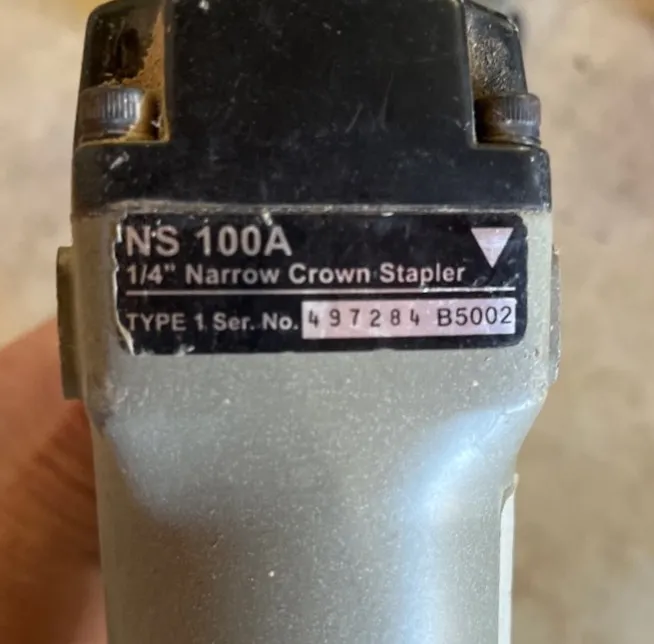 NS 100A
1/4" Narrow Crown Stapler
TYPE 1 Ser. No. 497284 B5002